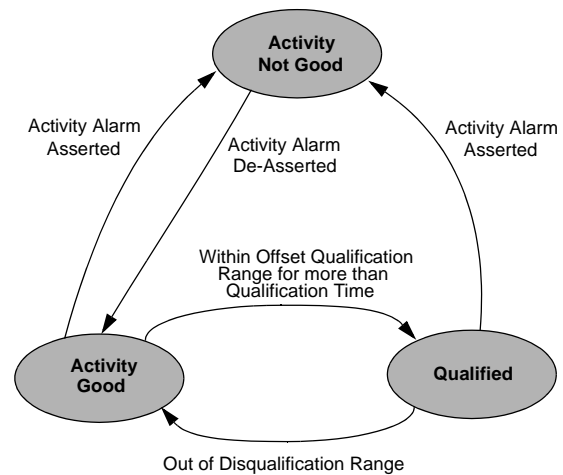 Activity
Not Good
Activity Alarm
Asserted
Activity Alarm
De-Asserted
Activity Alarm
Asserted
Within Offset Qualification
Range for more than
Qualification Time
Activity
Good
Qualified
Out of Disqualification Range